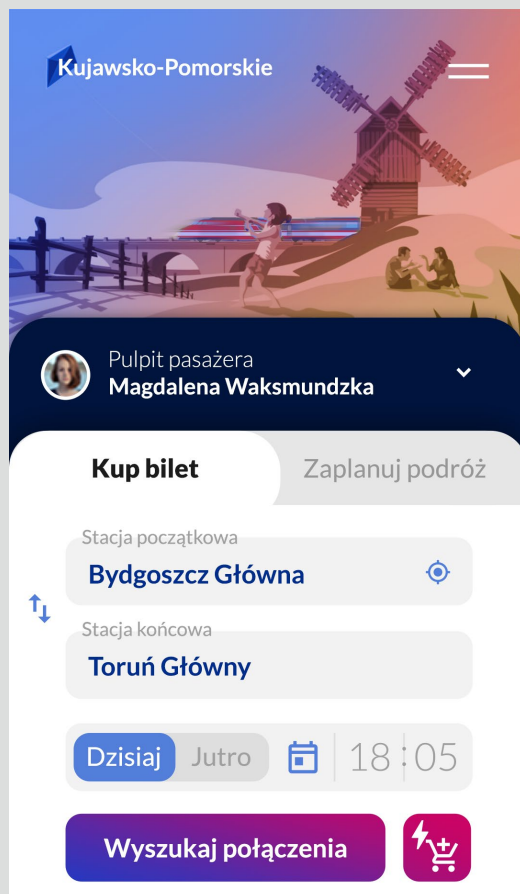 Kujawsko-Pomorskie
Pulpit pasażera
Magdalena Waksmundzka
Kup bilet
Zaplanuj podróż
Stacja początkowa
Bydgoszcz Główna
Stacja końcowa
Toruń Główny
Dzisiaj Jutro 18:05
Wyszukaj połączenia